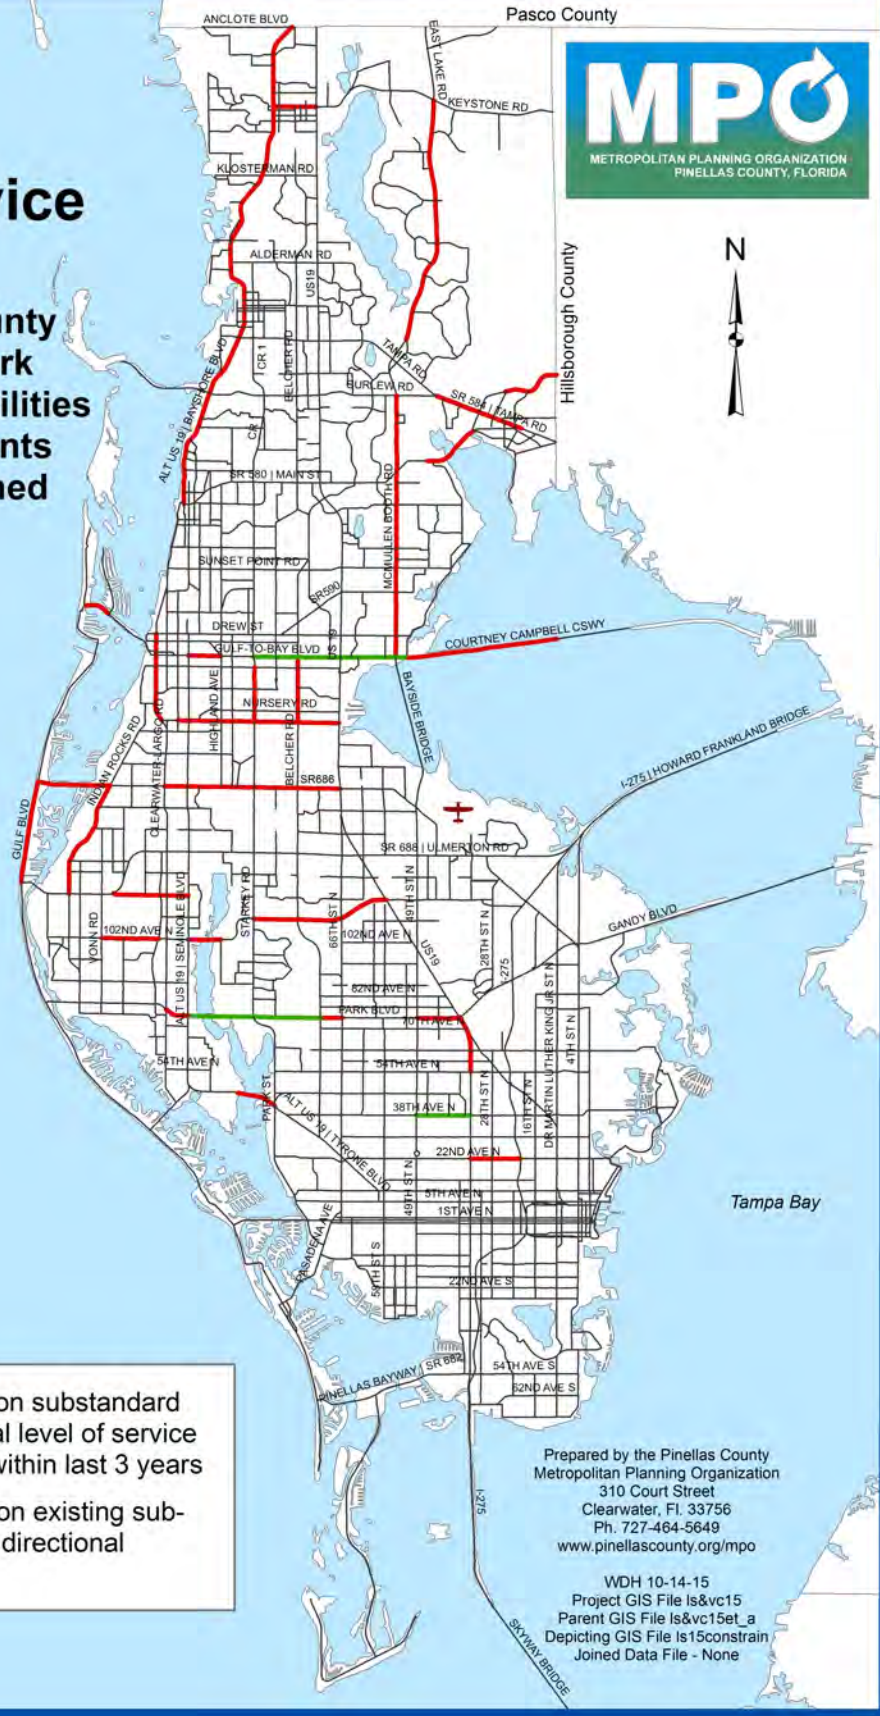 Pasco County
ANCLOTE BLVD
EAST LAKE RD
KEYSTONE RD
MPO
METROPOLITAN PLANNING ORGANIZATION
PINELLAS COUNTY, FLORIDA
KLOSTERMAN RD
N
ALDERMAN RD
US19
Hillsborough County
CR 1
BELCHER RD
TAMPA RD
CURLEW RD
SR 584 | TAMPA RD
ALT US 19 | BAYSHORE BLVD
CR
SR 580 | MAIN ST
MCMULLEN BOOTH RD
SUNSET POINT RD
SR590
DREW ST
US 19
GULF-TO-BAY BLVD
COURTNEY CAMPBELL CSWY
HIGHLAND AVE
NURSERY RD
BAYSIDE BRIDGE
INDIAN ROCKS RD
CLEARWATER-LARGO RD
BELCHER RD
SR686
I-275 | HOWARD FRANKLAND BRIDGE
GULF BLVD
SR 688 | ULMERTON RD
VONN RD
102ND AVE N
ALT US 19 | SEMINOLE BLVD
STARKEY RD
66TH ST N
102ND AVE N
49TH ST N
US19
28TH ST N
I-275
GANDY BLVD
82ND AVE N
PARK BLVD
70TH AVE N
DR MARTIN LUTHER KING JR ST N
4TH ST N
54TH AVE N
54TH AVE N
PARK ST
ALT US 19 | TYRONE BLVD
38TH AVE N
28TH ST N
16TH ST N
22ND AVE N
49TH ST N
5TH AVE N
1ST AVE N
Tampa Bay
PASADENA AVE
58TH ST S
22ND AVE S
PINELLAS BAYWAY | SR 682
54TH AVE S
62ND AVE S
I-275
SKYWAY BRIDGE
vice
unty
rk
ilities
nts
ned
on substandard
al level of service
within last 3 years
on existing sub-
directional
Prepared by the Pinellas County
Metropolitan Planning Organization
310 Court Street
Clearwater, Fl. 33756
Ph. 727-464-5649
www.pinellascounty.org/mpo
WDH 10-14-15
Project GIS File ls&vc15
Parent GIS File ls&vc15et_a
Depicting GIS File ls15constrain
Joined Data File - None